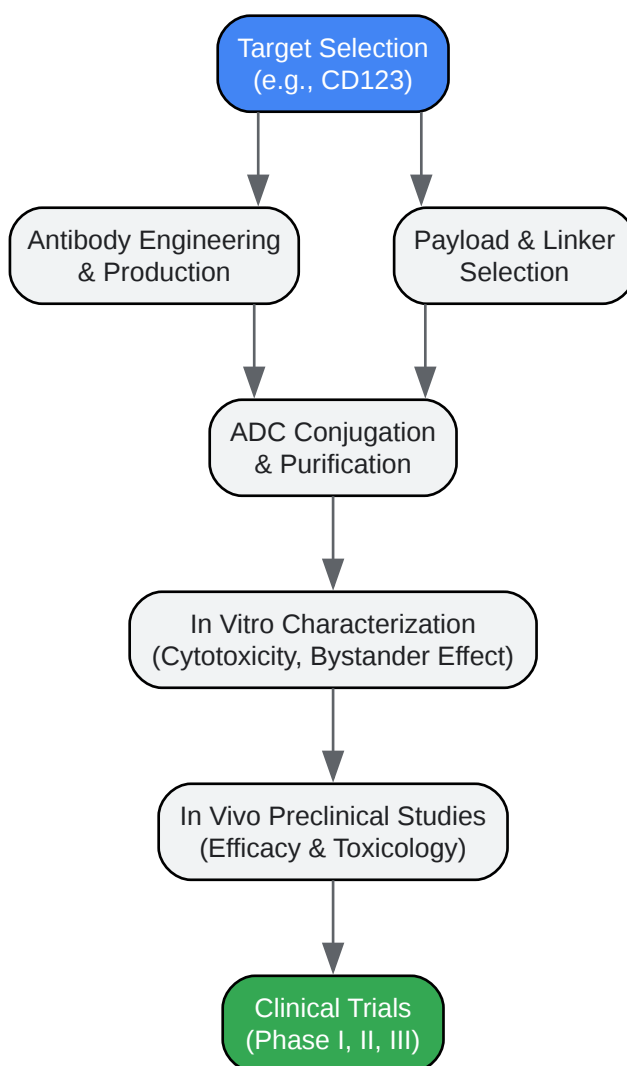 Target Selection
(e.g., CD123)
Antibody Engineering
& Production
Payload & Linker
Selection
ADC Conjugation
& Purification
In Vitro Characterization
(Cytotoxicity, Bystander Effect)
In Vivo Preclinical Studies
(Efficacy & Toxicology)
Clinical Trials
(Phase I, II, III)